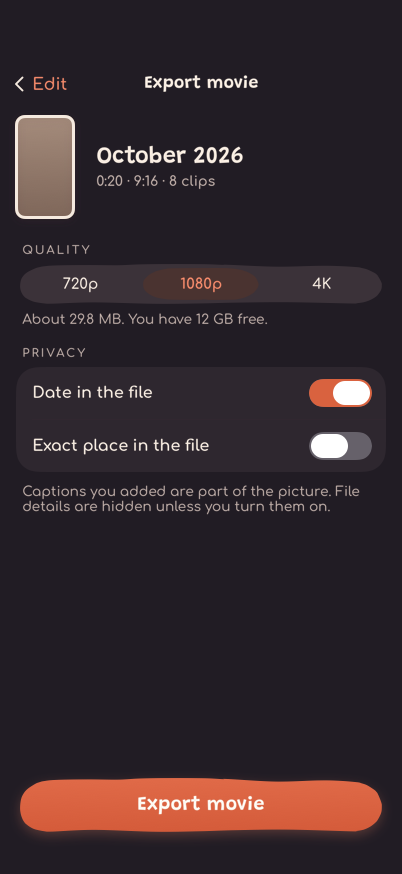 Edit
Export movie
October 2026
0:20 · 9:16 · 8 clips
QUALITY
720p
1080p
4K
About 29.8 MB. You have 12 GB free.
PRIVACY
Date in the file
Exact place in the file
Captions you added are part of the picture. File
details are hidden unless you turn them on.
Export movie